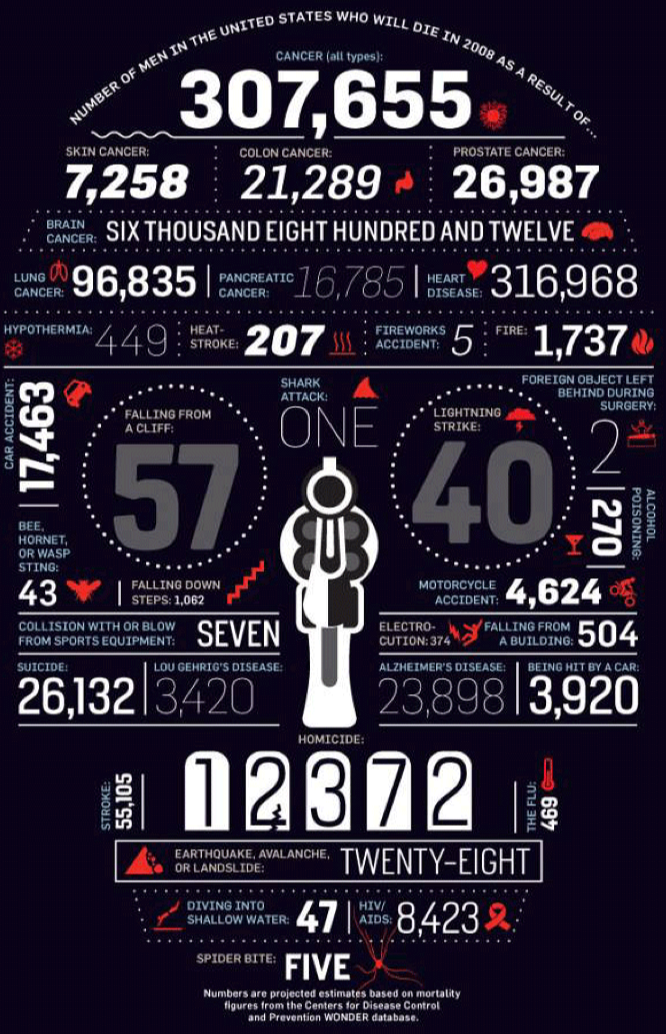 NUMBER OF MEN IN THE UNITED STATES WHO WILL DIE IN 2008 AS A RESULT OF...
CANCER (all types):
307,655
SKIN CANCER:
7,258
COLON CANCER:
21,289
PROSTATE CANCER:
26,987
BRAIN
CANCER:
SIX THOUSAND EIGHT HUNDRED AND TWELVE
LUNG
CANCER:
96,835
PANCREATIC
CANCER:
16,785
HEART
DISEASE:
316,968
HYPOTHERMIA:
449
HEAT-
STROKE:
207
FIREWORKS
ACCIDENT:
5
FIRE:
1,737
CAR ACCIDENT:
17,463
FALLING FROM
A CLIFF:
57
SHARK
ATTACK:
ONE
LIGHTNING
STRIKE:
40
FOREIGN OBJECT LEFT
BEHIND DURING
SURGERY:
2
ALCOHOL
POISONING:
270
BEE,
HORNET,
OR WASP
STING:
43
FALLING DOWN
STEPS: 1,062
MOTORCYCLE
ACCIDENT:
4,624
COLLISION WITH OR BLOW
FROM SPORTS EQUIPMENT:
SEVEN
ELECTRO-
CUTION: 374
FALLING FROM
A BUILDING:
504
SUICIDE:
26,132
LOU GEHRIG'S DISEASE:
3,420
ALZHEIMER'S DISEASE:
23,898
BEING HIT BY A CAR:
3,920
HOMICIDE:
12372
STROKE:
55,105
THE FLU:
469
EARTHQUAKE, AVALANCHE,
OR LANDSLIDE:
TWENTY-EIGHT
DIVING INTO
SHALLOW WATER:
47
HIV/
AIDS:
8,423
SPIDER BITE:
FIVE
Numbers are projected estimates based on mortality
figures from the Centers for Disease Control
and Prevention WONDER database.